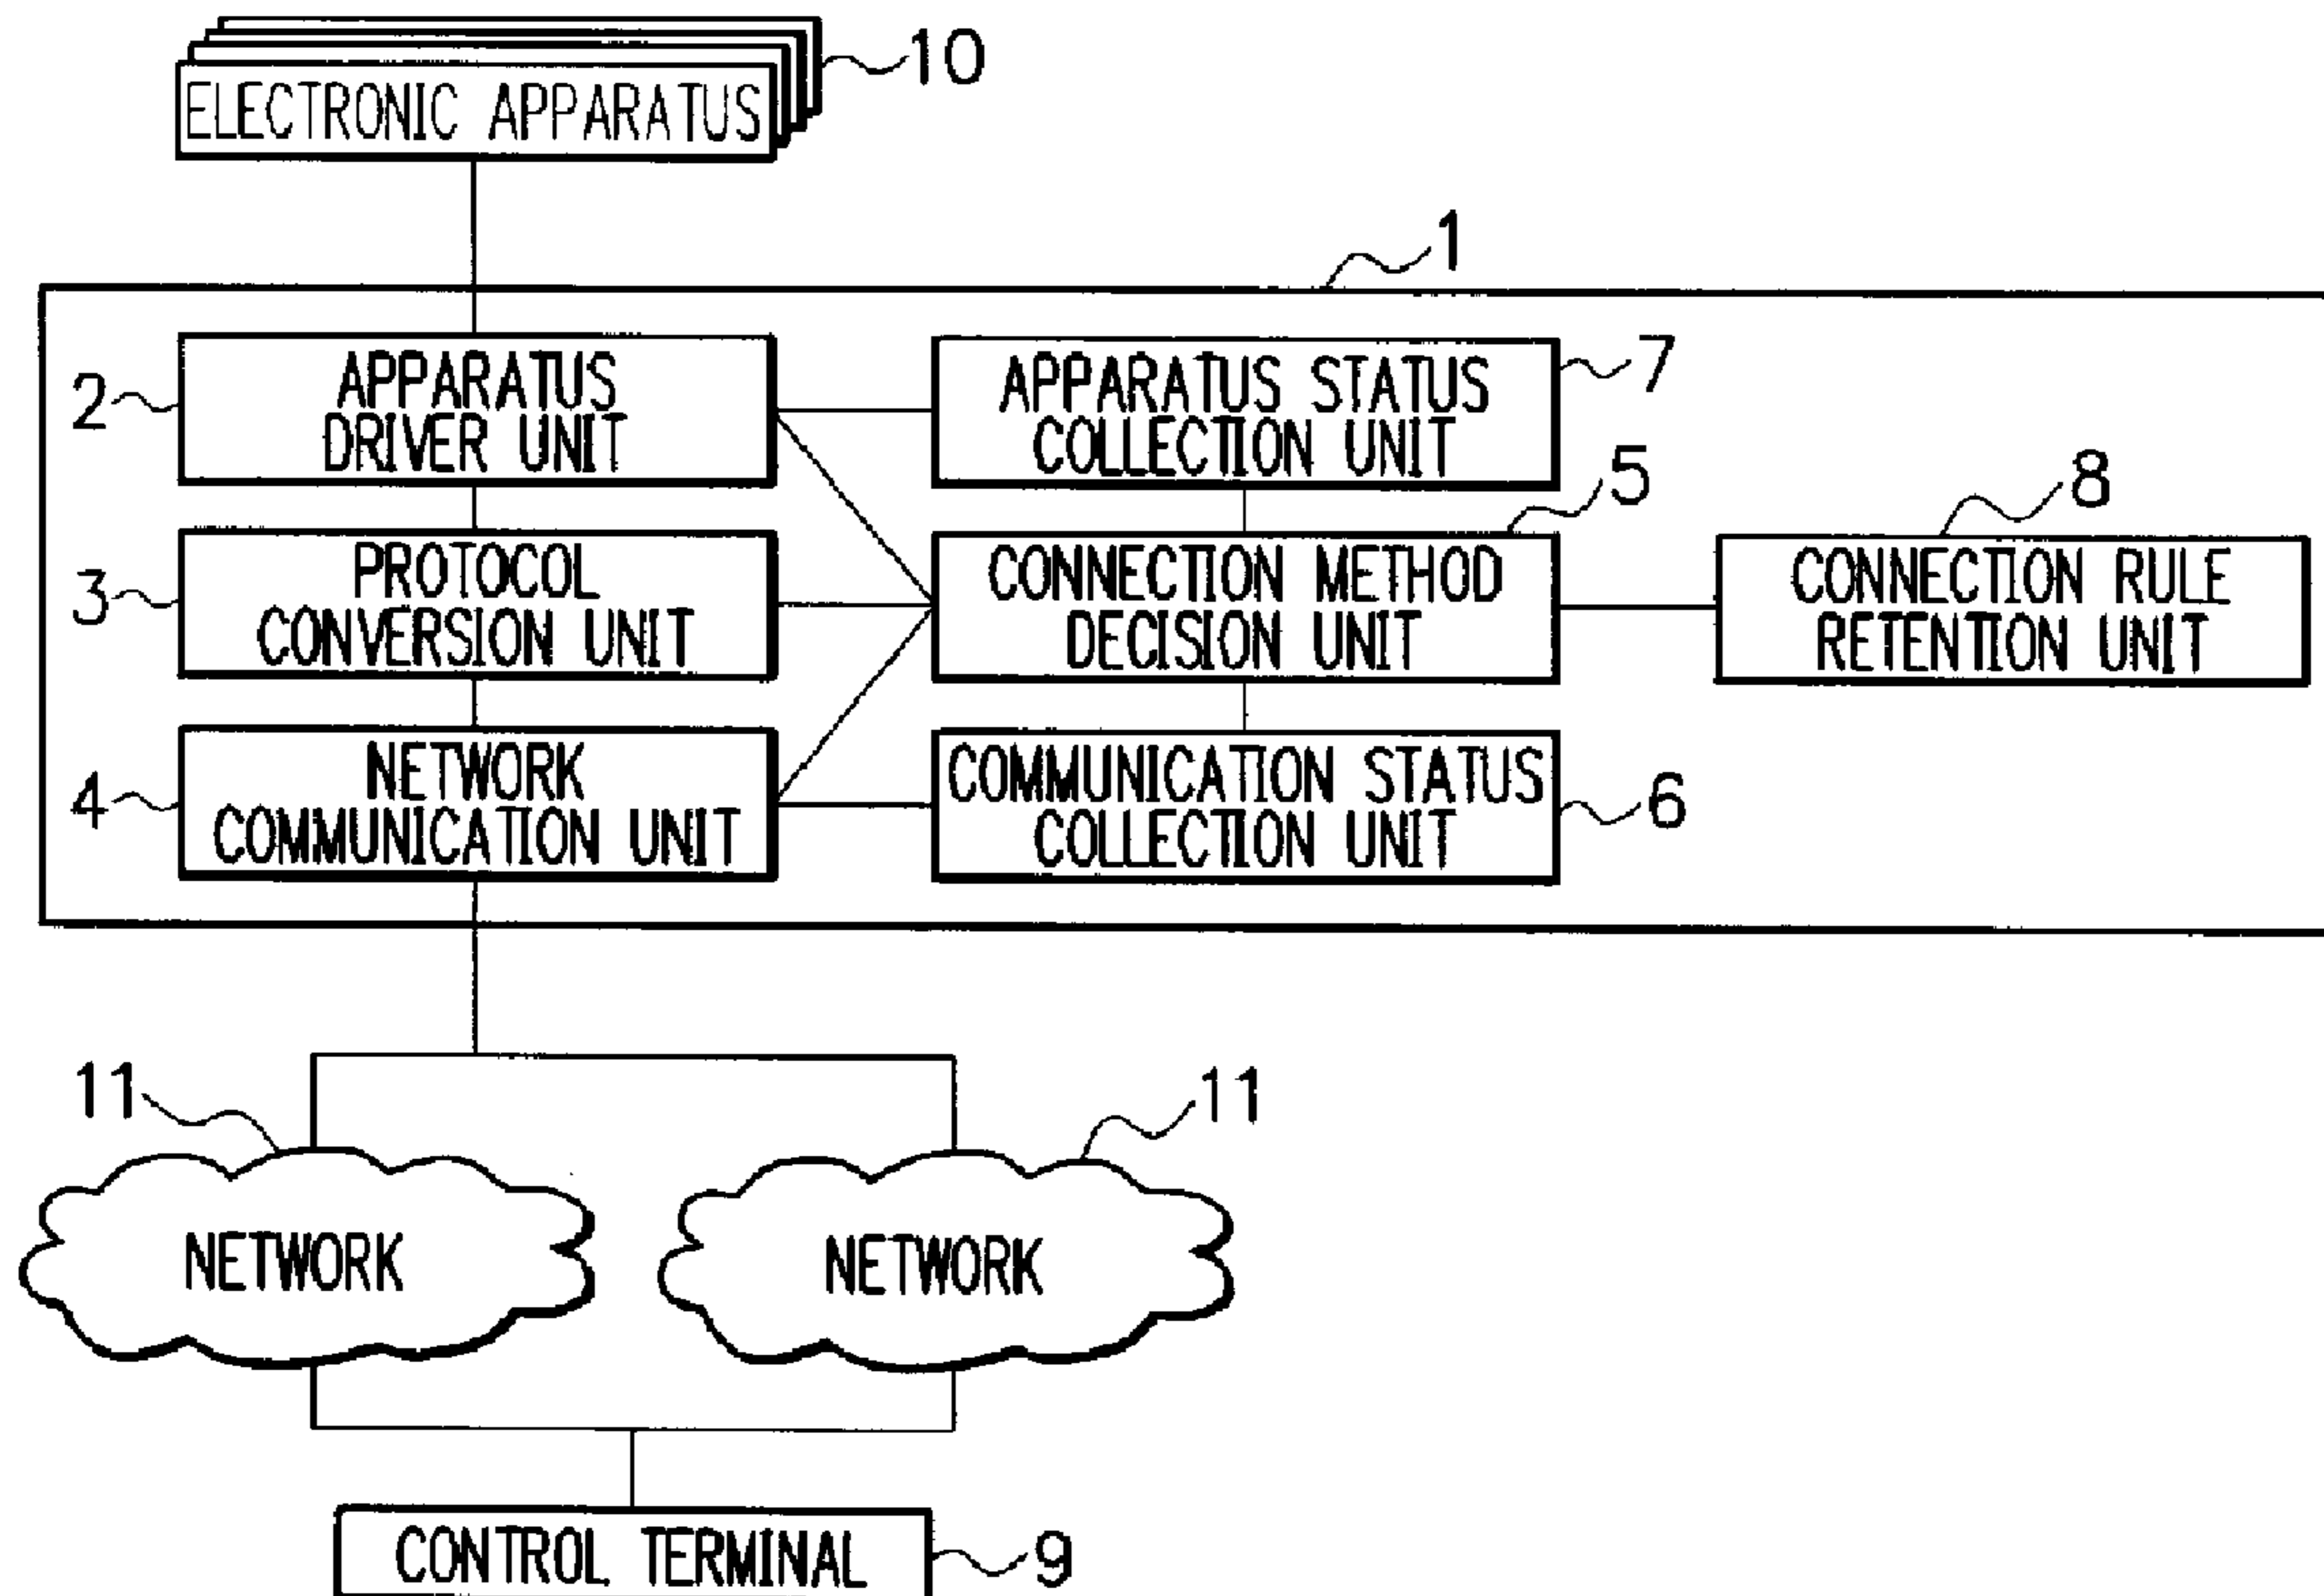 ELECTRONIC APPARATUS
10
1
2
APPARATUS
DRIVER UNIT
APPARATUS STATUS
COLLECTION UNIT
7
3
PROTOCOL
CONVERSION UNIT
CONNECTION METHOD
DECISION UNIT
5
CONNECTION RULE
RETENTION UNIT
8
4
NETWORK
COMMUNICATION UNIT
COMMUNICATION STATUS
COLLECTION UNIT
6
11
11
NETWORK
NETWORK
CONTROL TERMINAL
9